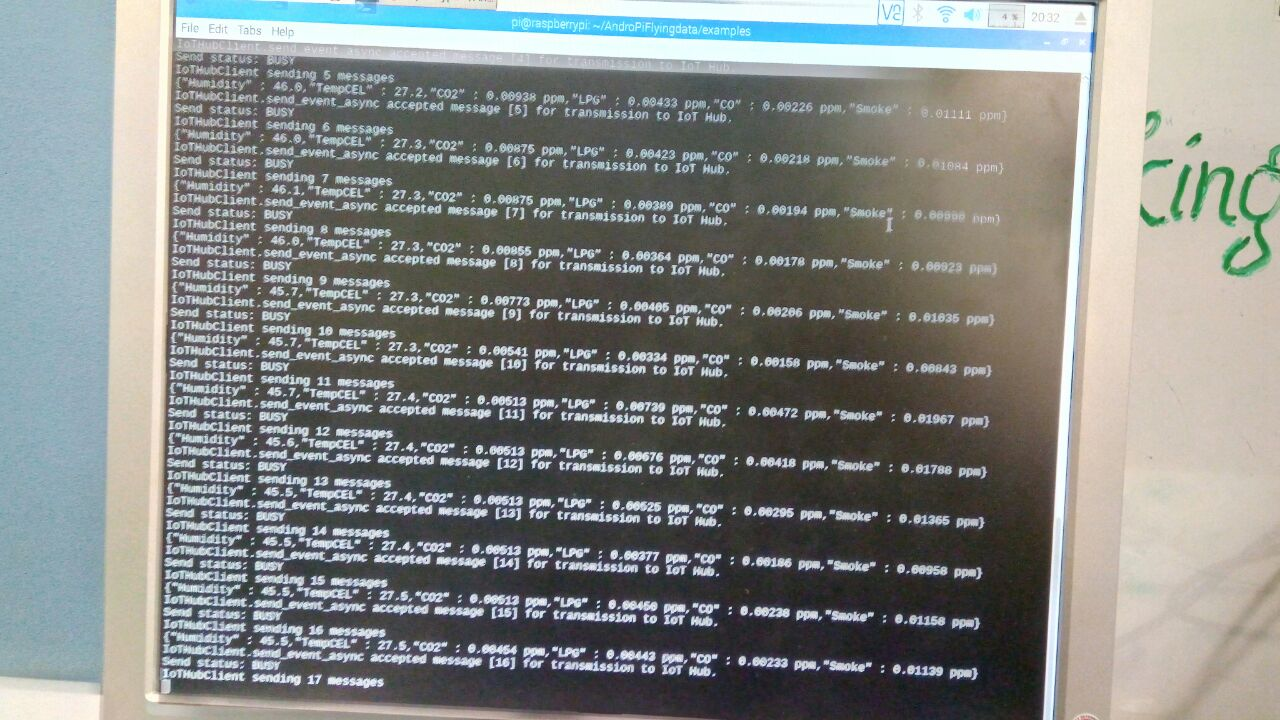 4 % 20:32
pi@raspberrypi: ~/AndroPiFlyingdata/examples
File Edit Tabs Help
IoTHubClient.send_event_async accepted message [4] for transmission to IoT Hub.
Send status: BUSY
IoTHubClient sending 5 messages
{"Humidity" : 46.0,"TempCEL" : 27.2,"CO2" : 0.00938 ppm,"LPG" : 0.00433 ppm,"CO" : 0.00226 ppm,"Smoke" : 0.01111 ppm}
IoTHubClient.send_event_async accepted message [5] for transmission to IoT Hub.
Send status: BUSY
IoTHubClient sending 6 messages
{"Humidity" : 46.0,"TempCEL" : 27.3,"CO2" : 0.00875 ppm,"LPG" : 0.00423 ppm,"CO" : 0.00218 ppm,"Smoke" : 0.01084 ppm}
IoTHubClient.send_event_async accepted message [6] for transmission to IoT Hub.
Send status: BUSY
IoTHubClient sending 7 messages
{"Humidity" : 46.1,"TempCEL" : 27.3,"CO2" : 0.00875 ppm,"LPG" : 0.00389 ppm,"CO" : 0.00194 ppm,"Smoke" : ppm}
IoTHubClient.send_event_async accepted message [7] for transmission to IoT Hub.
Send status: BUSY
IoTHubClient sending 8 messages
{"Humidity" : 46.0,"TempCEL" : 27.3,"CO2" : 0.00855 ppm,"LPG" : 0.00364 ppm,"CO" : 0.00178 ppm,"Smoke" : 0.00923 ppm}
IoTHubClient.send_event_async accepted message [8] for transmission to IoT Hub.
Send status: BUSY
IoTHubClient sending 9 messages
{"Humidity" : 45.7,"TempCEL" : 27.3,"CO2" : 0.00773 ppm,"LPG" : 0.00405 ppm,"CO" : 0.00206 ppm,"Smoke" : 0.01035 ppm}
IoTHubClient.send_event_async accepted message [9] for transmission to IoT Hub.
Send status: BUSY
IoTHubClient sending 10 messages
{"Humidity" : 45.7,"TempCEL" : 27.3,"CO2" : 0.00541 ppm,"LPG" : 0.00334 ppm,"CO" : 0.00158 ppm,"Smoke" : 0.00843 ppm}
IoTHubClient.send_event_async accepted message [10] for transmission to IoT Hub.
Send status: BUSY
IoTHubClient sending 11 messages
{"Humidity" : 45.7,"TempCEL" : 27.4,"CO2" : 0.00513 ppm,"LPG" : 0.00739 ppm,"CO" : 0.00472 ppm,"Smoke" : 0.01967 ppm}
IoTHubClient.send_event_async accepted message [11] for transmission to IoT Hub.
Send status: BUSY
IoTHubClient sending 12 messages
{"Humidity" : 45.6,"TempCEL" : 27.4,"CO2" : 0.00513 ppm,"LPG" : 0.00676 ppm,"CO" : 0.00418 ppm,"Smoke" : 0.01788 ppm}
IoTHubClient.send_event_async accepted message [12] for transmission to IoT Hub.
Send status: BUSY
IoTHubClient sending 13 messages
{"Humidity" : 45.5,"TempCEL" : 27.4,"CO2" : 0.00513 ppm,"LPG" : 0.00525 ppm,"CO" : 0.00295 ppm,"Smoke" : 0.01365 ppm}
IoTHubClient.send_event_async accepted message [13] for transmission to IoT Hub.
Send status: BUSY
IoTHubClient sending 14 messages
{"Humidity" : 45.5,"TempCEL" : 27.4,"CO2" : 0.00513 ppm,"LPG" : 0.00377 ppm,"CO" : 0.00186 ppm,"Smoke" : 0.00958 ppm}
IoTHubClient.send_event_async accepted message [14] for transmission to IoT Hub.
Send status: BUSY
IoTHubClient sending 15 messages
{"Humidity" : 45.5,"TempCEL" : 27.5,"CO2" : 0.00513 ppm,"LPG" : 0.00450 ppm,"CO" : 0.00238 ppm,"Smoke" : 0.01158 ppm}
IoTHubClient.send_event_async accepted message [15] for transmission to IoT Hub.
Send status: BUSY
IoTHubClient sending 16 messages
{"Humidity" : 45.5,"TempCEL" : 27.5,"CO2" : 0.00454 ppm,"LPG" : 0.00443 ppm,"CO" : 0.00233 ppm,"Smoke" : 0.01139 ppm}
IoTHubClient.send_event_async accepted message [16] for transmission to IoT Hub.
Send status: BUSY
IoTHubClient sending 17 messages